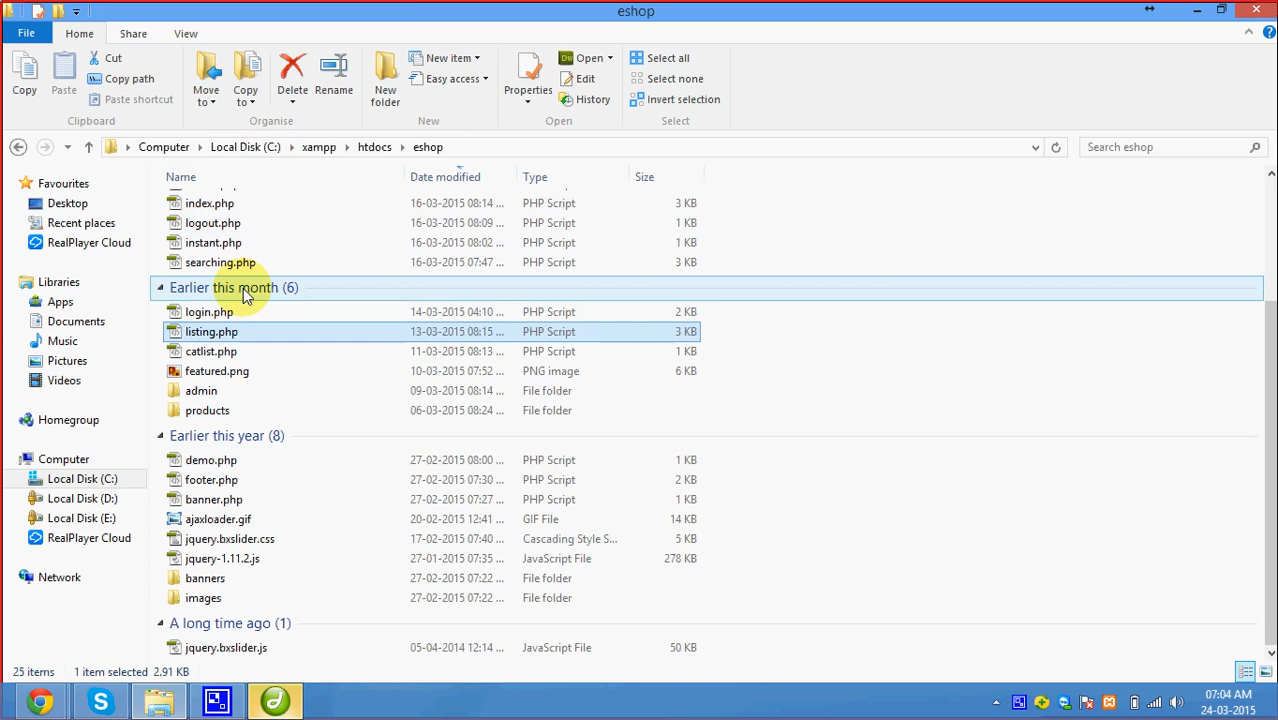 eshop
File Home Share View
Copy
Paste
Cut
Copy path
Paste shortcut
Clipboard
Move to
Copy to
Delete
Rename
Organise
New folder
New item
Easy access
New
Properties
Open
Edit
History
Open
Select all
Select none
Invert selection
Select
Computer Local Disk (C:) xampp htdocs eshop
Search eshop
Favourites
Desktop
Recent places
RealPlayer Cloud
Libraries
Apps
Documents
Music
Pictures
Videos
Homegroup
Computer
Local Disk (C:)
Local Disk (D:)
Local Disk (E:)
RealPlayer Cloud
Network
Name Date modified Type Size
index.php 16-03-2015 08:14 ... PHP Script 3 KB
logout.php 16-03-2015 08:09 ... PHP Script 1 KB
instant.php 16-03-2015 08:02 ... PHP Script 1 KB
searching.php 16-03-2015 07:47 ... PHP Script 3 KB
Earlier this month (6)
login.php 14-03-2015 04:10 ... PHP Script 2 KB
listing.php 13-03-2015 08:15 ... PHP Script 3 KB
catlist.php 11-03-2015 08:13 ... PHP Script 1 KB
featured.png 10-03-2015 07:52 ... PNG image 6 KB
admin 09-03-2015 08:14 ... File folder
products 06-03-2015 08:24 ... File folder
Earlier this year (8)
demo.php 27-02-2015 08:00 ... PHP Script 1 KB
footer.php 27-02-2015 07:30 ... PHP Script 2 KB
banner.php 27-02-2015 07:27 ... PHP Script 1 KB
ajaxloader.gif 20-02-2015 12:41 ... GIF File 14 KB
jquery.bxslider.css 17-02-2015 07:40 ... Cascading Style S... 5 KB
jquery-1.11.2.js 27-01-2015 07:35 ... JavaScript File 278 KB
banners 27-02-2015 07:22 ... File folder
images 27-02-2015 07:22 ... File folder
A long time ago (1)
jquery.bxslider.js 05-04-2014 12:14 ... JavaScript File 50 KB
25 items 1 item selected 2.91 KB
07:04 AM
24-03-2015